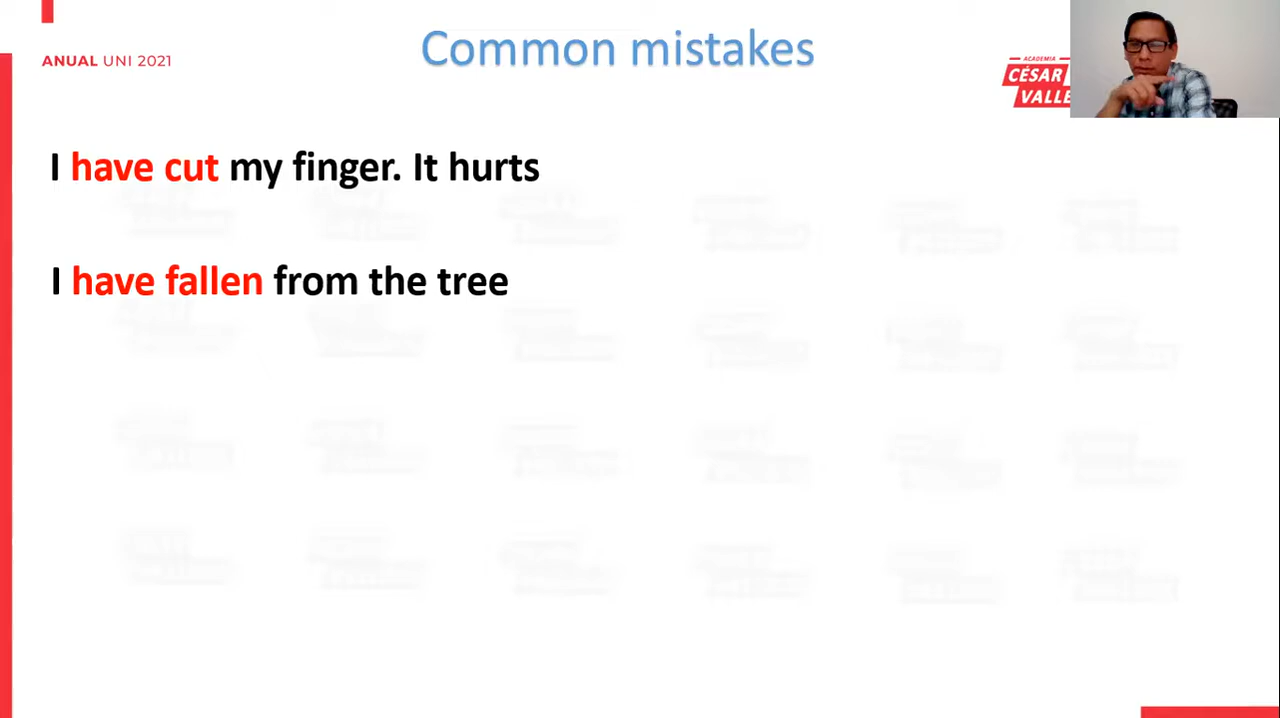 ANUAL UNI 2021
Common mistakes
ACADEMIA
CÉSAR
VALLE
I have cut my finger. It hurts
I have fallen from the tree